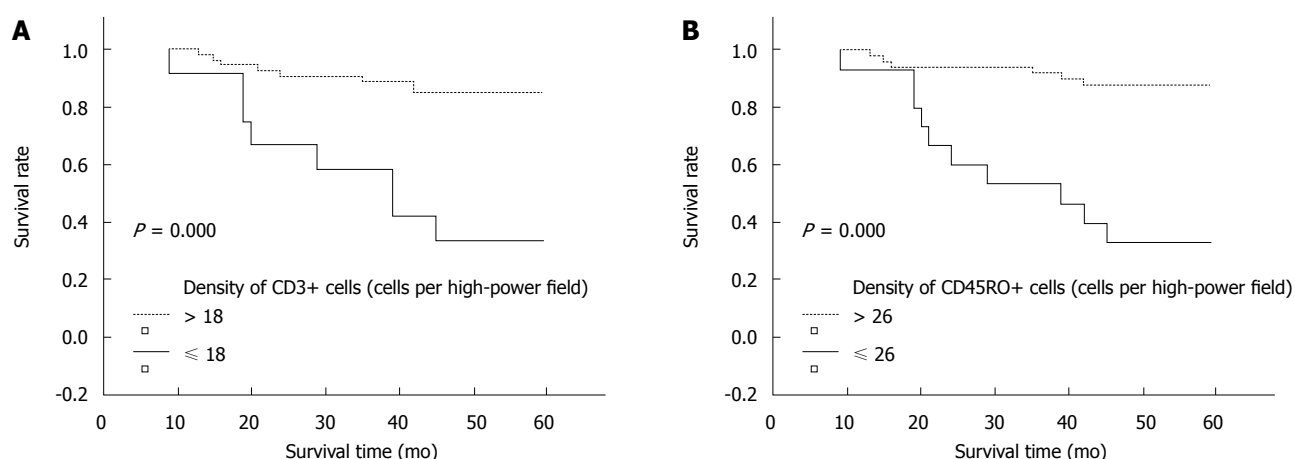 A
1.0
0.8
0.6
0.4
0.2
0.0
-0.2
Survival rate
P = 0.000
Density of CD3+ cells (cells per high-power field)
> 18
≤ 18
0 10 20 30 40 50 60
Survival time (mo)
B
1.0
0.8
0.6
0.4
0.2
0.0
-0.2
Survival rate
P = 0.000
Density of CD45RO+ cells (cells per high-power field)
> 26
≤ 26
0 10 20 30 40 50 60
Survival time (mo)